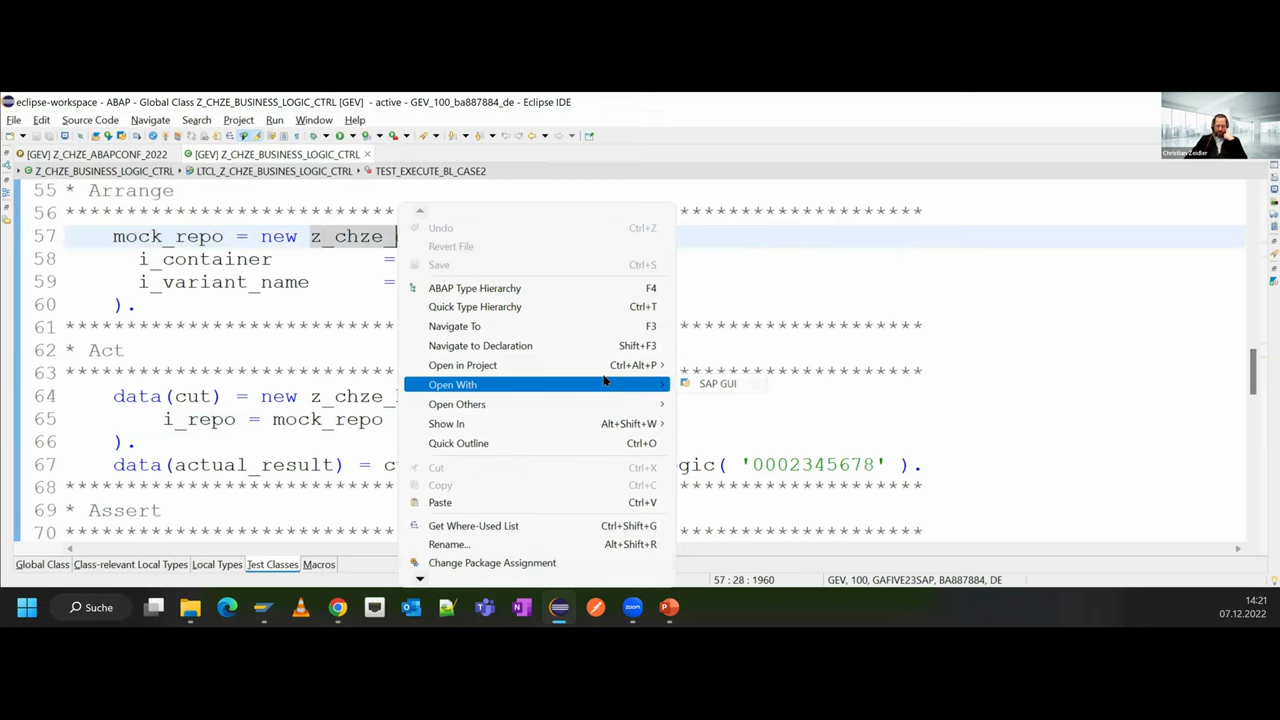 eclipse-workspace - ABAP - Global Class Z_CHZE_BUSINESS_LOGIC_CTRL [GEV] - active - GEV_100_ba887884_de - Eclipse IDE
File Edit Source Code Navigate Search Project Run Window Help
[GEV] Z_CHZE_ABAPCONF_2022 [GEV] Z_CHZE_BUSINESS_LOGIC_CTRL
Z_CHZE_BUSINESS_LOGIC_CTRL LTCL_Z_CHZE_BUSINES_LOGIC_CTRL TEST_EXECUTE_BL_CASE2
Christian Zeidler
55 * Arrange
56
57 mock_repo = new z_chze_
58 i_container =
59 i_variant_name =
60 ).
61
62 * Act
63
64 data(cut) = new z_chze_
65 i_repo = mock_repo
66 ).
67 data(actual_result) = c gic( '0002345678' ).
68
69 * Assert
70
Undo Ctrl+Z
Revert File
Save Ctrl+S
ABAP Type Hierarchy F4
Quick Type Hierarchy Ctrl+T
Navigate To F3
Navigate to Declaration Shift+F3
Open in Project Ctrl+Alt+P
Open With SAP GUI
Open Others
Show In Alt+Shift+W
Quick Outline Ctrl+O
Cut Ctrl+X
Copy Ctrl+C
Paste Ctrl+V
Get Where-Used List Ctrl+Shift+G
Rename... Alt+Shift+R
Change Package Assignment
Global Class Class-relevant Local Types Local Types Test Classes Macros
57 : 28 : 1960 GEV, 100, GAFIVE23SAP, BA887884, DE
Suche
14:21
07.12.2022